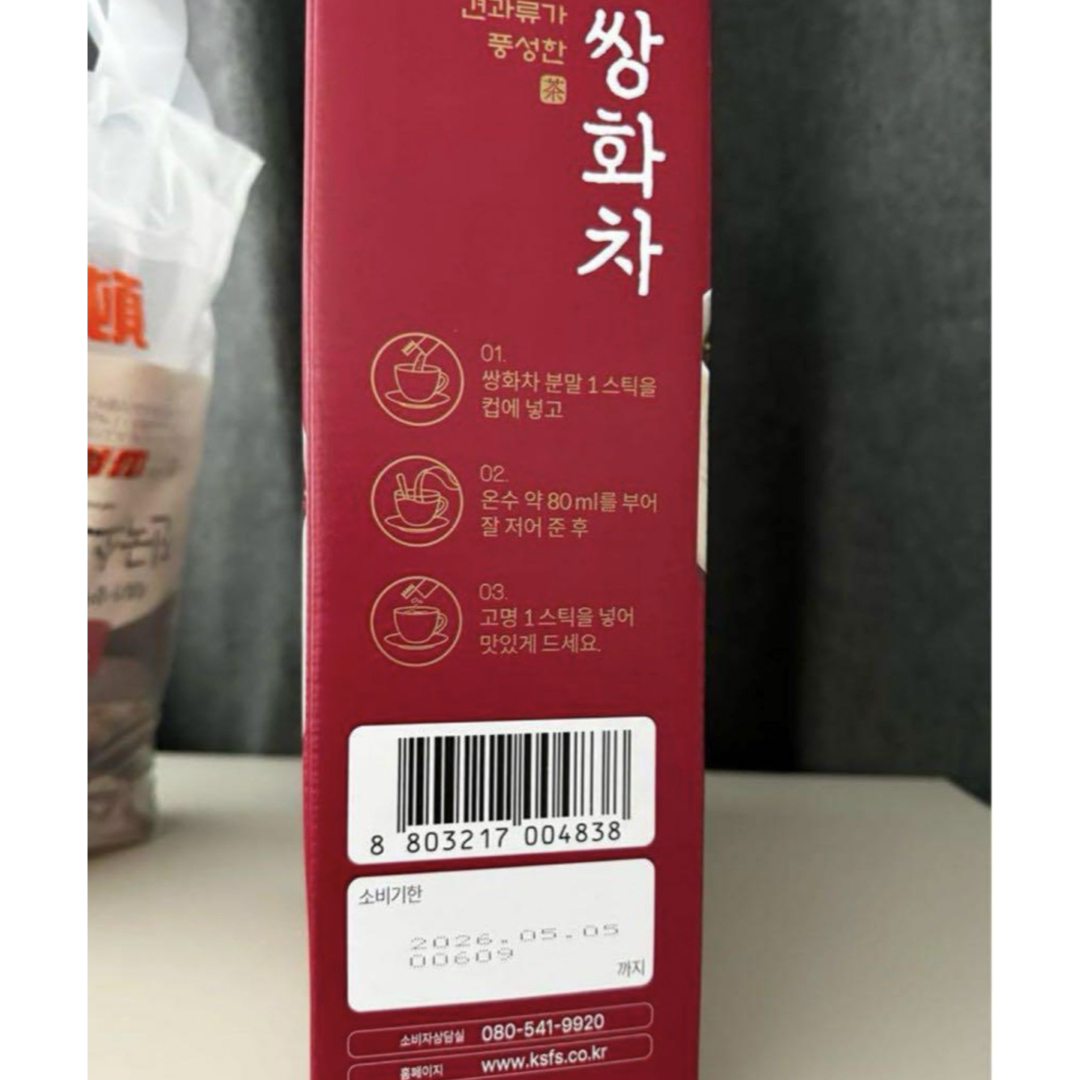 견과류가
풍성한
茶
쌍화차
01.
쌍화차 분말 1스틱을
컵에 넣고
02.
온수 약 80ml를 부어
잘 저어 준 후
03.
고명 1스틱을 넣어
맛있게 드세요.
8 803217 004838
소비기한
2026.05.05
00609
까지
소비자상담실 080-541-9920
홈페이지 www.ksfs.co.kr